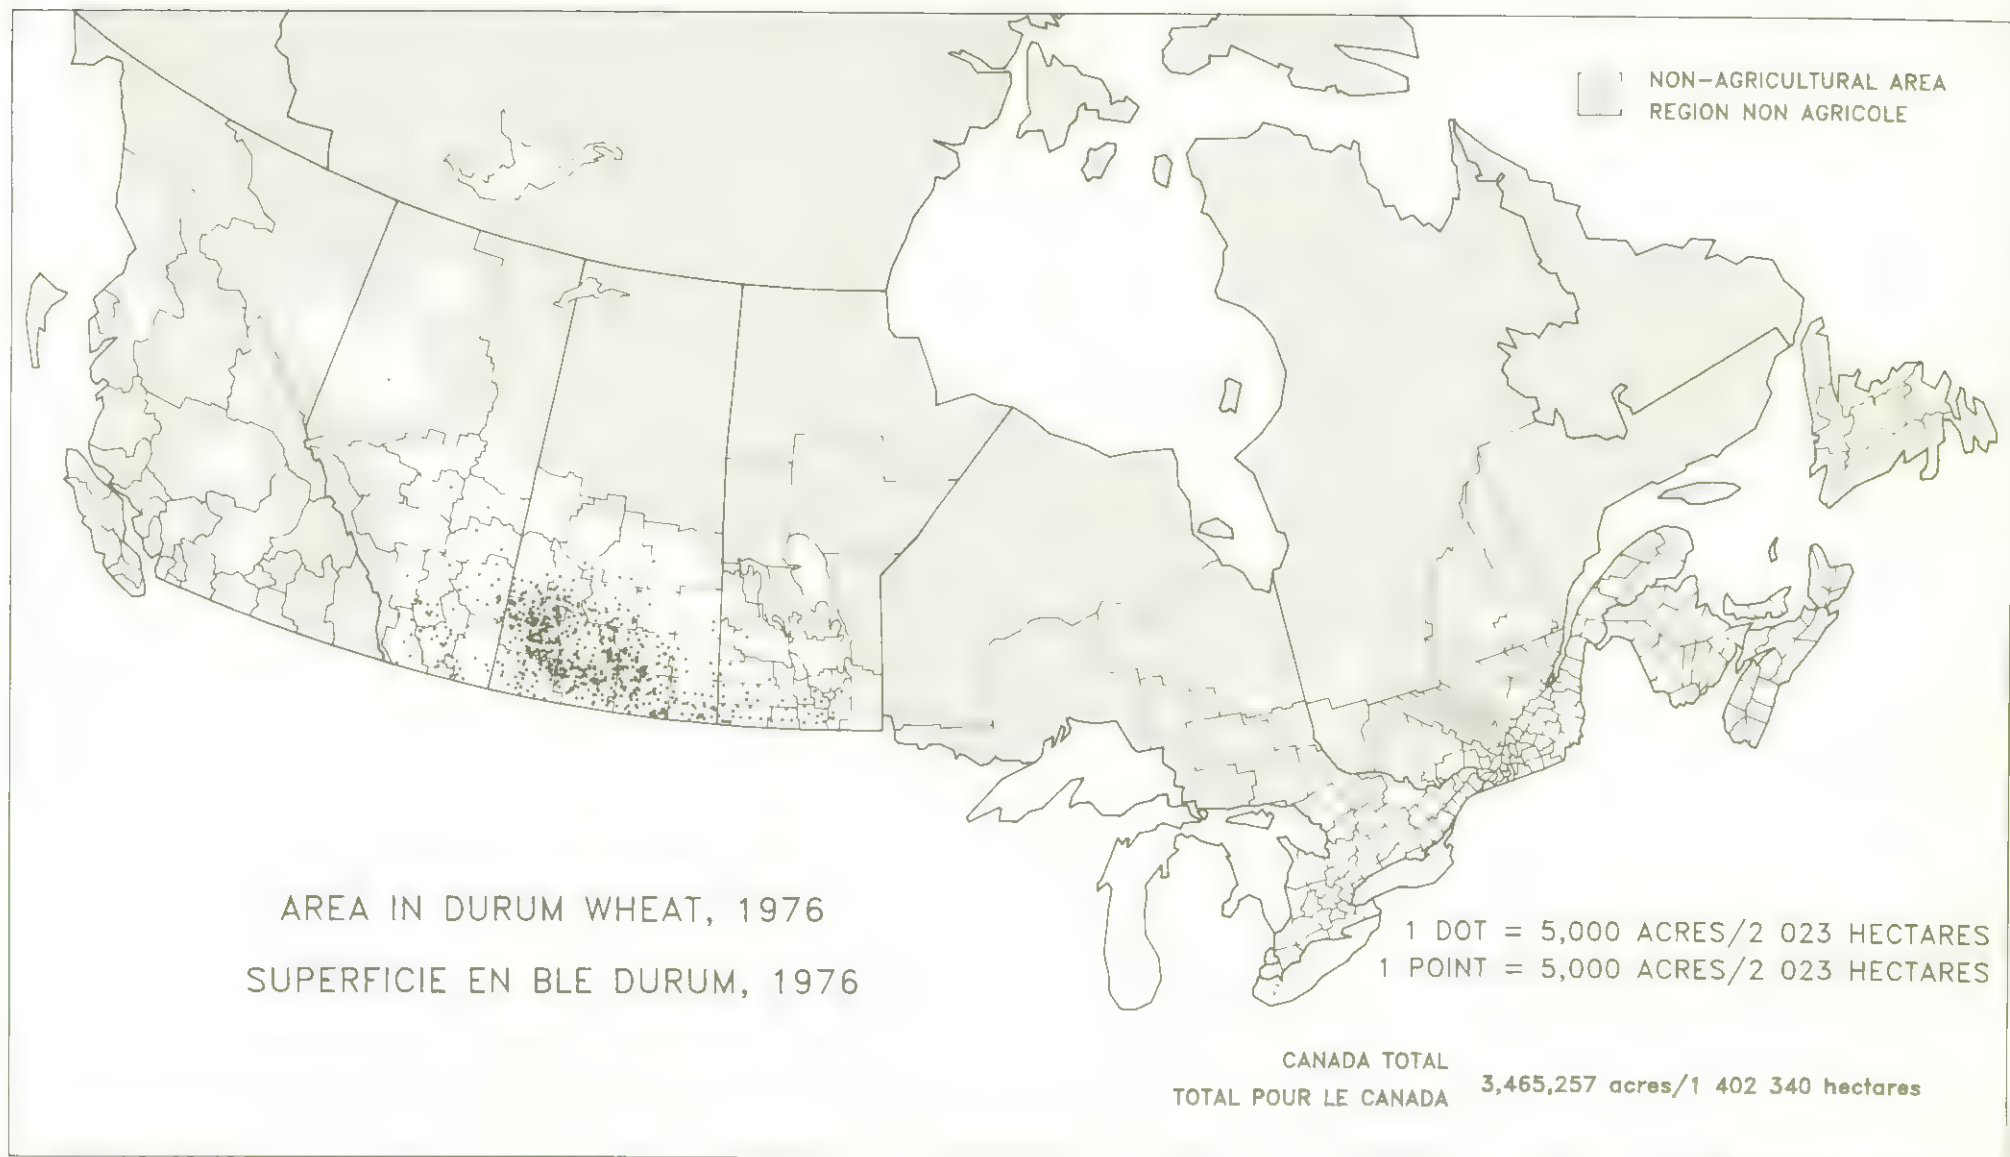 NON-AGRICULTURAL AREA
REGION NON AGRICOLE
AREA IN DURUM WHEAT, 1976
SUPERFICIE EN BLE DURUM, 1976
1 DOT = 5,000 ACRES/2 023 HECTARES
1 POINT = 5,000 ACRES/2 023 HECTARES
CANADA TOTAL
TOTAL POUR LE CANADA
3,465,257 acres/1 402 340 hectares